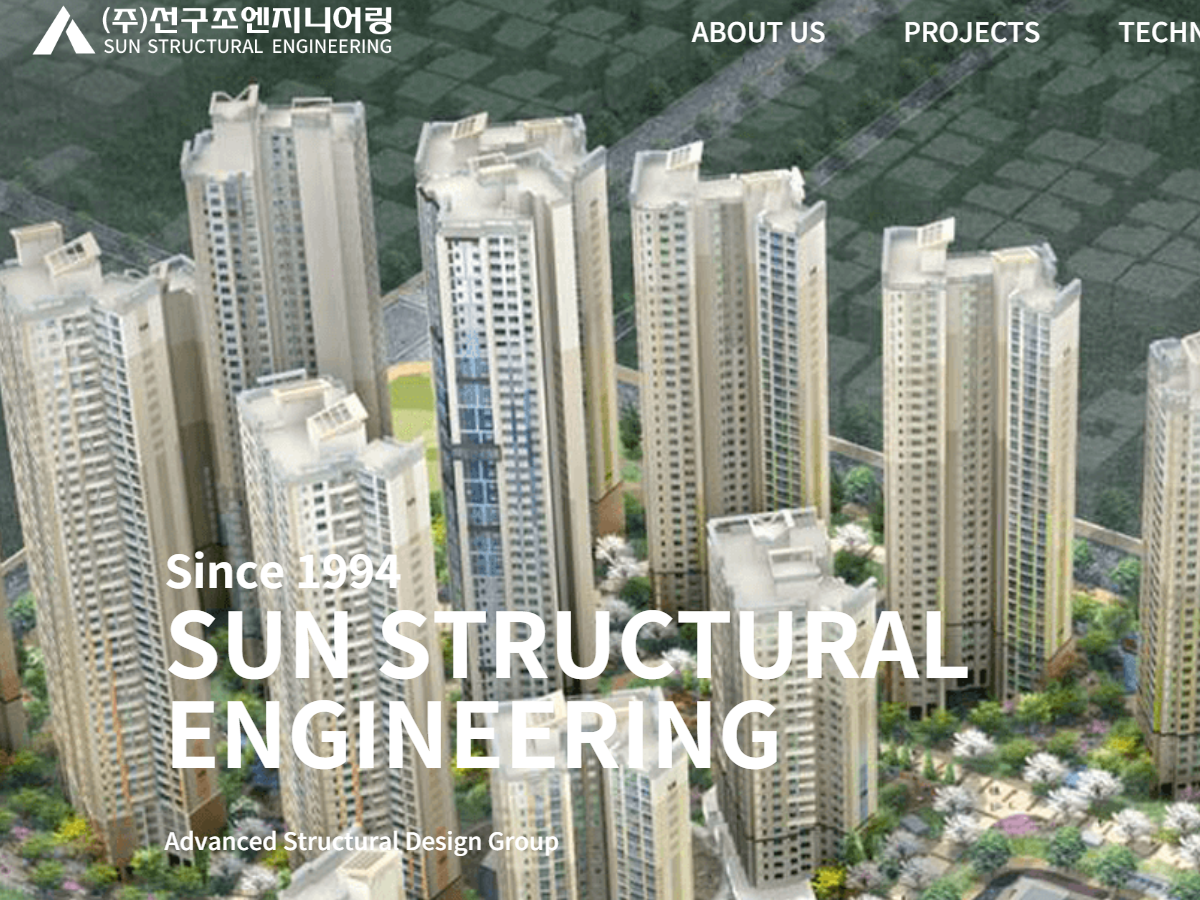 (주)선구조엔지니어링
SUN STRUCTURAL ENGINEERING
ABOUT US
PROJECTS
Since 1994
SUN STRUCTURAL
ENGINEERING
Advanced Structural Design Group